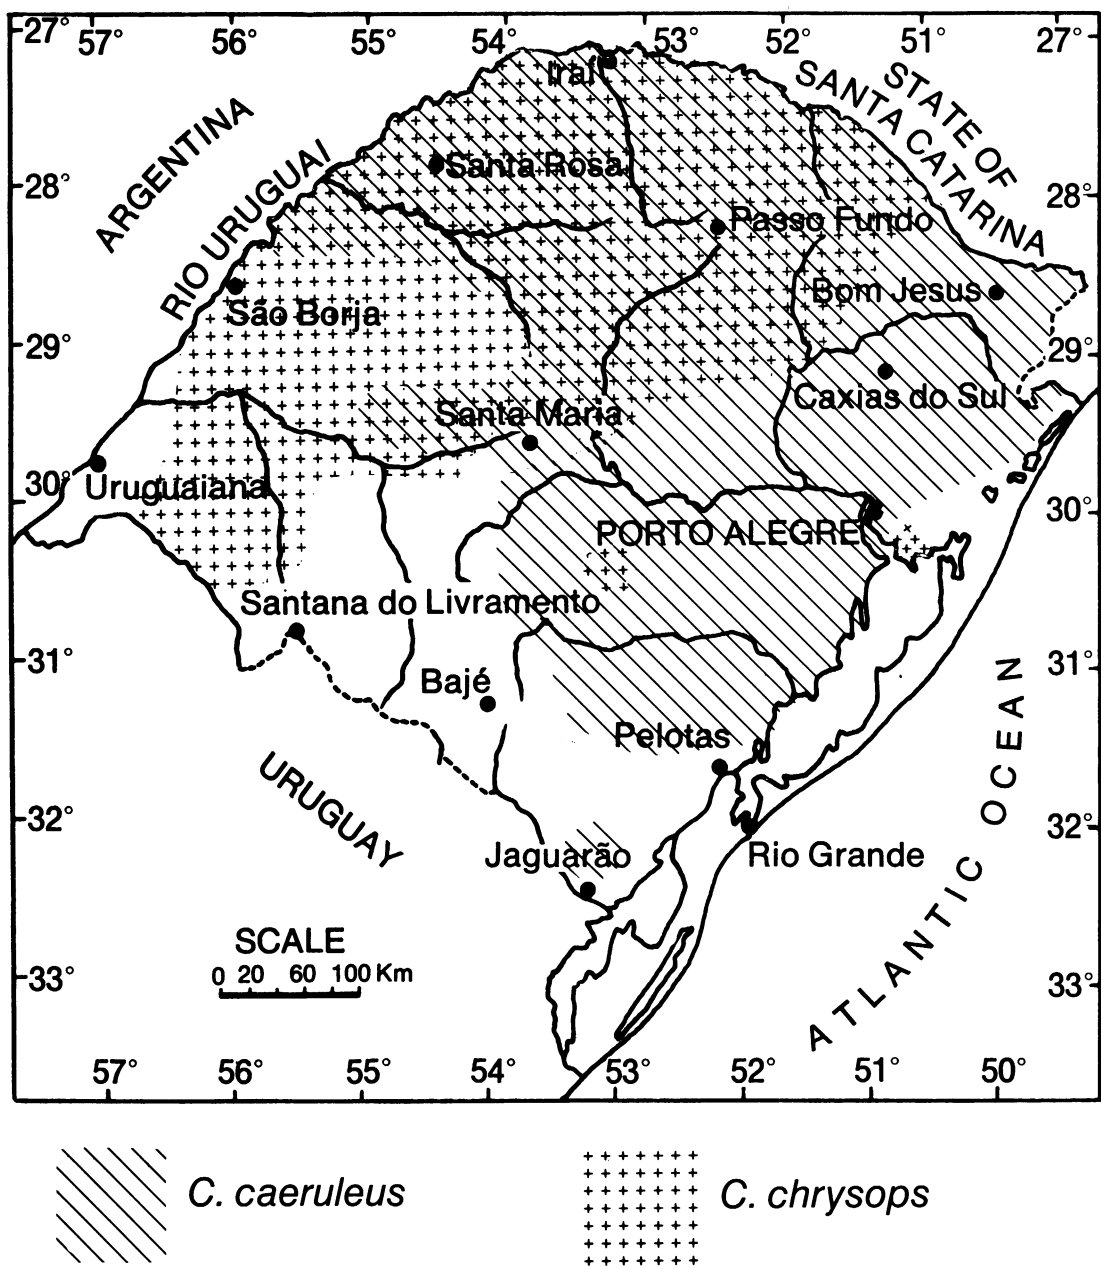 27°
57°
56°
55°
54°
53°
52°
51°
27°
Iraí
STATE OF
SANTA CATARINA
ARGENTINA
RIO URUGUAI
Santa Rosa
28°
28°
Passo Fundo
Bom Jesus
São Borja
29°
29°
Caxias do Sul
Santa Maria
30°
Uruguaiana
30°
PORTO ALEGRE
Santana do Livramento
31°
31°
Bajé
Pelotas
URUGUAY
32°
32°
Jaguarão
Rio Grande
ATLANTIC OCEAN
SCALE
0 20 60 100 Km
33°
33°
57°
56°
55°
54°
53°
52°
51°
50°
C. caeruleus
C. chrysops